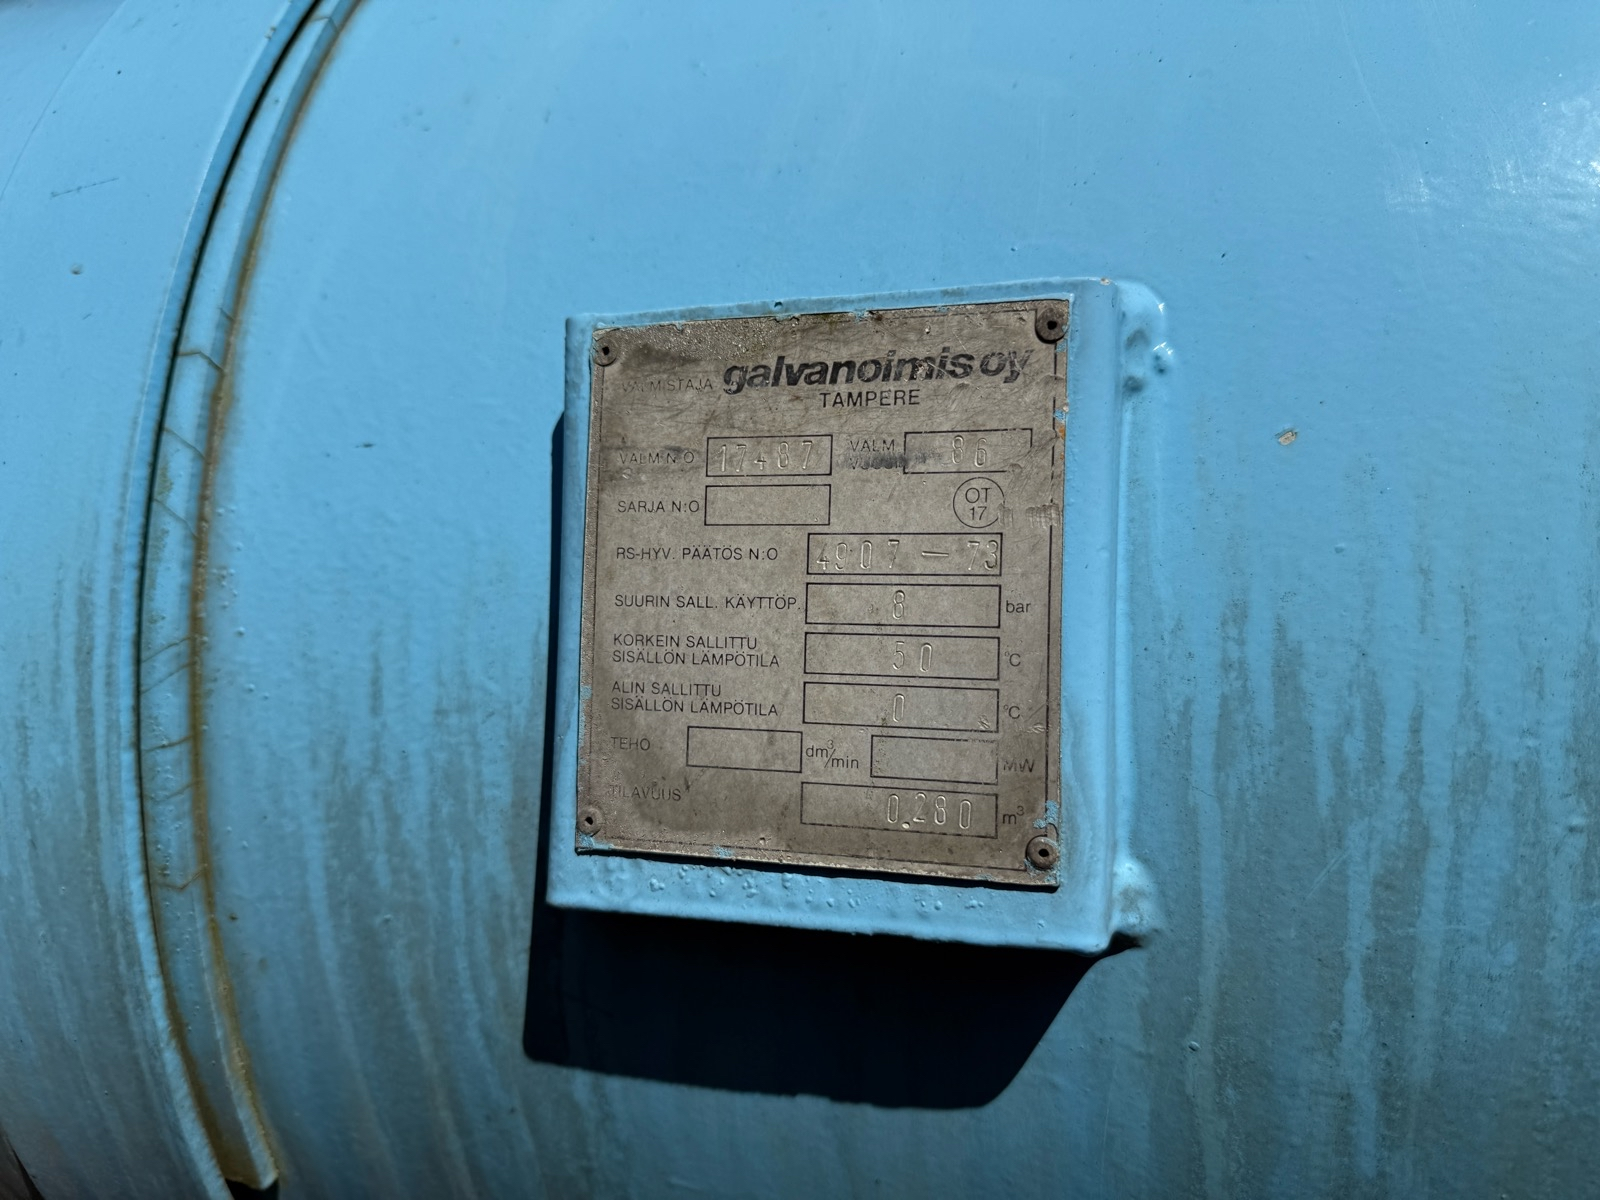 VALMISTAJA galvanoimis oy
TAMPERE
VALM N:O 17487 VALM. VUOSI 86
SARJA N:O
OT
17
RS-HYV. PÄÄTÖS N:O 4907 — 73
SUURIN SALL. KÄYTTÖP. 8 bar
KORKEIN SALLITTU
SISÄLLÖN LÄMPÖTILA 50 °C
ALIN SALLITTU
SISÄLLÖN LÄMPÖTILA 0 °C
TEHO dm³/min MW
TILAVUUS 0.280 m³